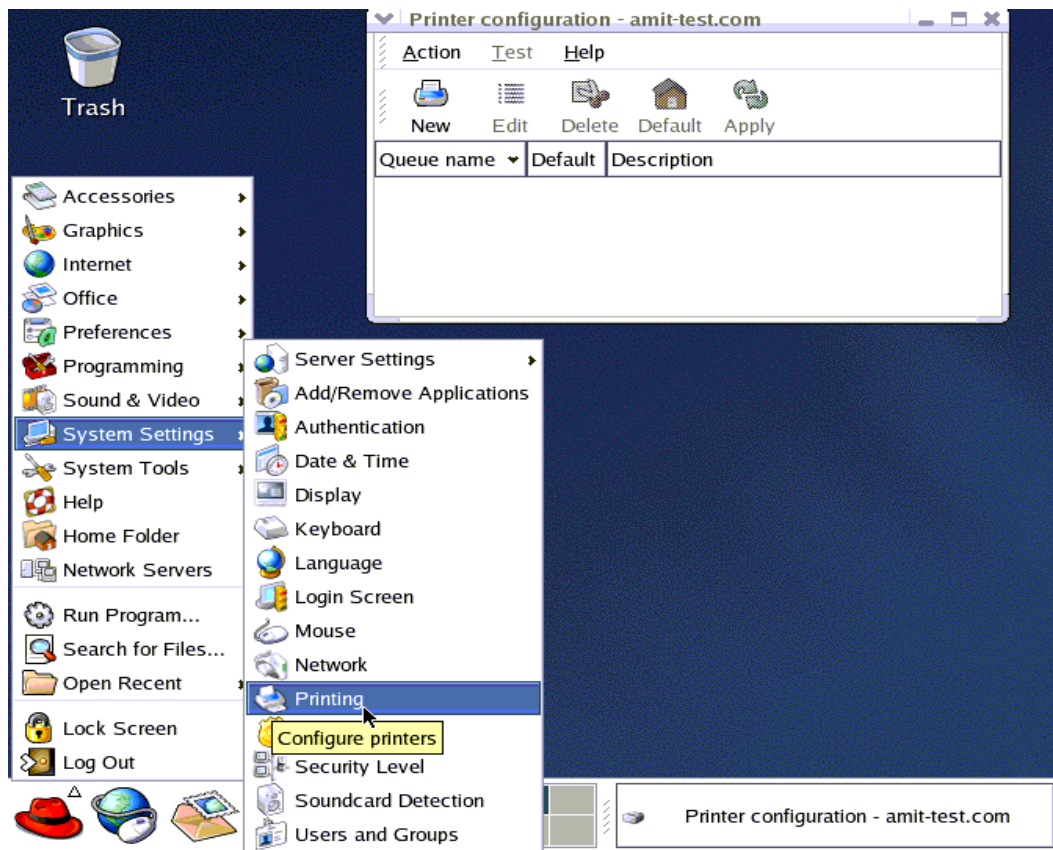 Printer configuration - amit-test.com
Action Test Help
New Edit Delete Default Apply
Queue name Default Description
Trash
Accessories
Graphics
Internet
Office
Preferences
Programming
Sound & Video
System Settings
System Tools
Help
Home Folder
Network Servers
Run Program...
Search for Files...
Open Recent
Lock Screen
Log Out
Server Settings
Add/Remove Applications
Authentication
Date & Time
Display
Keyboard
Language
Login Screen
Mouse
Network
Printing
Configure printers
Security Level
Soundcard Detection
Users and Groups
Printer configuration - amit-test.com